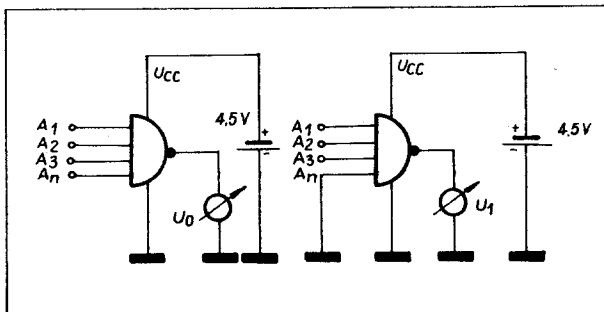 UCC
4,5V
+
-
A1
A2
A3
An
U0
UCC
4,5V
+
-
A1
A2
A3
An
U1